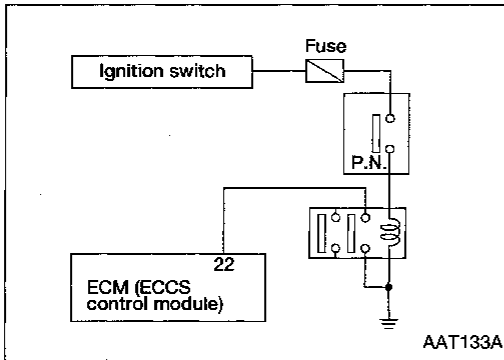 Fuse
Ignition switch
P.N.
22
ECM (ECCS
control module)
AAT133A